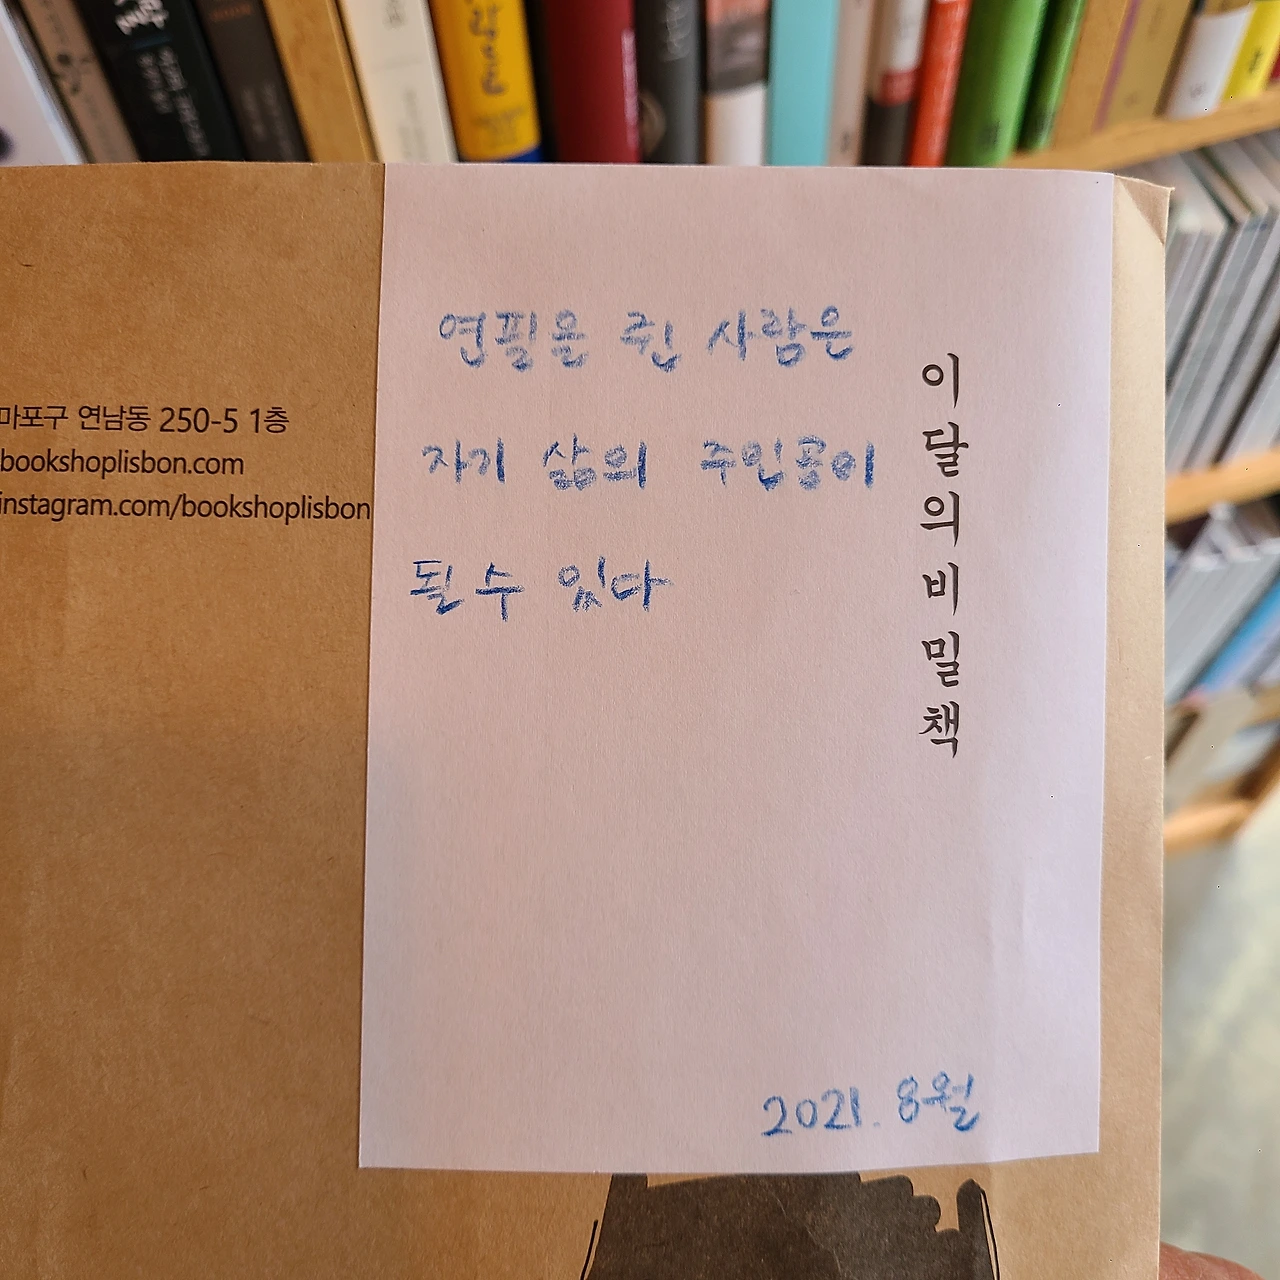 마포구 연남동 250-5 1층
bookshoplisbon.com
instagram.com/bookshoplisbon
연필을 쥔 사람은
자기 삶의 주인공이
될 수 있다
이달의비밀책
2021. 8월